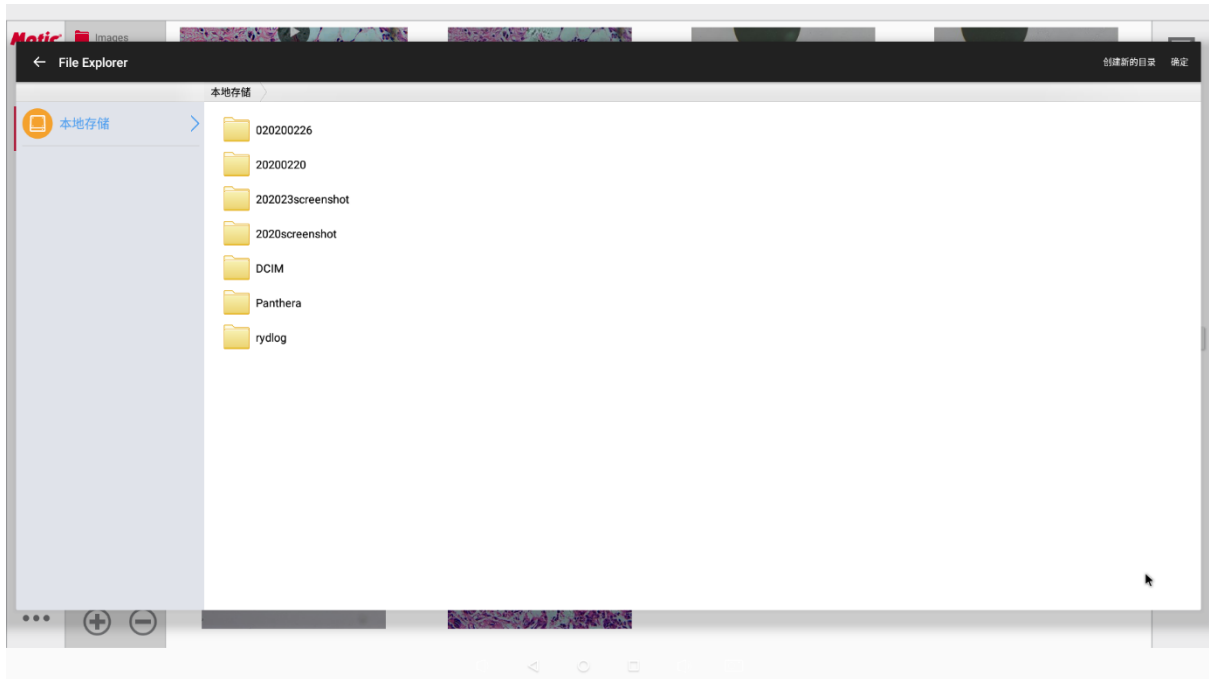 Motic
Images
File Explorer
创建新的目录 确定
本地存储
本地存储
020200226
20200220
202023screenshot
2020screenshot
DCIM
Panthera
rydlog